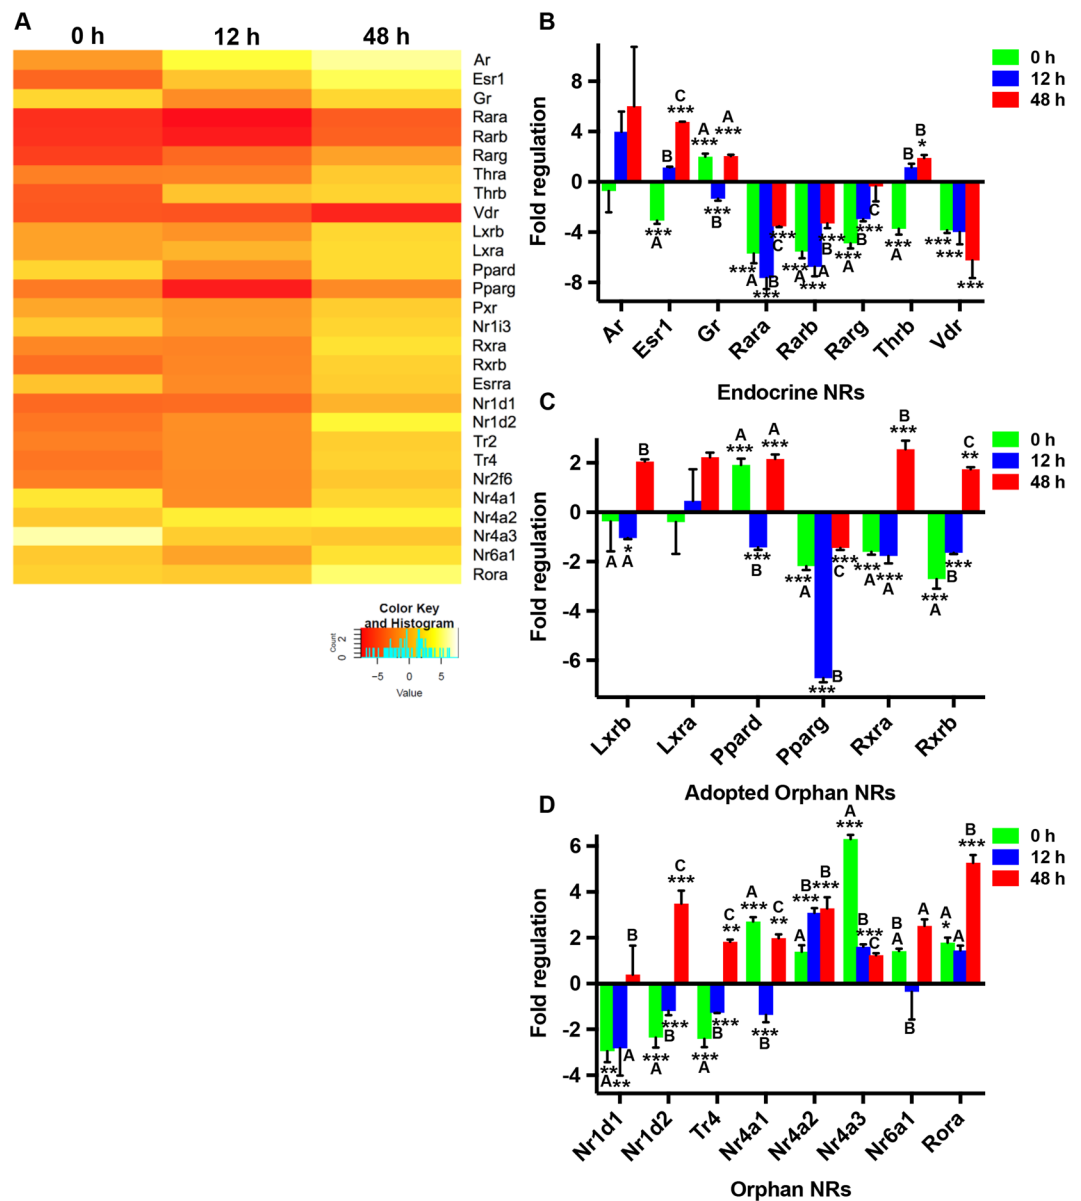 A
0 h 12 h 48 h
Ar
Esr1
Gr
Rara
Rarb
Rarg
Thra
Thrb
Vdr
Lxrb
Lxra
Ppard
Pparg
Pxr
Nr1i3
Rxra
Rxrb
Esrra
Nr1d1
Nr1d2
Tr2
Tr4
Nr2f6
Nr4a1
Nr4a2
Nr4a3
Nr6a1
Rora
Color Key
and Histogram
Count
0 2
−5 0 5
Value
B
0 h
12 h
48 h
Fold regulation
8
4
0
-4
-8
A B C *** A *** A *** B B *
*** A *** B *** A *** B *** C *** A *** A *** B *** A *** B C *** A *** *** ***
Ar Esr1 Gr Rara Rarb Rarg Thrb Vdr
Endocrine NRs
C
0 h
12 h
48 h
Fold regulation
2
0
-2
-4
-6
B A *** A *** B *** C **
A * A *** B *** A *** B *** C *** A *** A *** A *** B
Lxrb Lxra Ppard Pparg Rxra Rxrb
Adopted Orphan NRs
D
0 h
12 h
48 h
Fold regulation
6
4
2
0
-2
-4
B C *** C ** A *** C ** A B *** B *** A *** B *** C B A A A * A B ***
** A ** A *** A *** B *** A *** B *** B B
Nr1d1 Nr1d2 Tr4 Nr4a1 Nr4a2 Nr4a3 Nr6a1 Rora
Orphan NRs